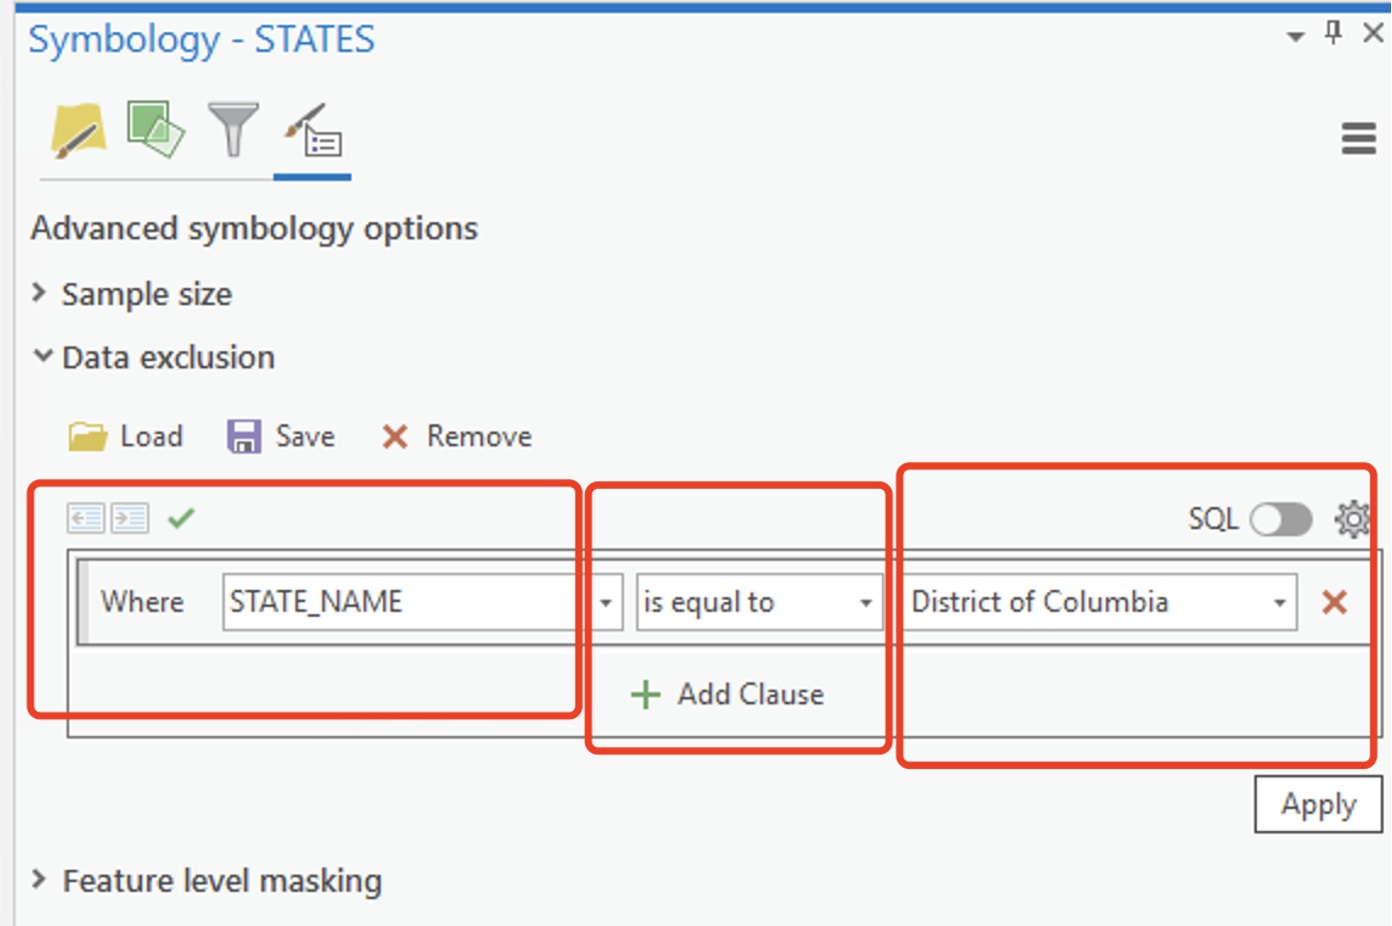 Symbology - STATES
Advanced symbology options
Sample size
Data exclusion
Load Save Remove
SQL
Where STATE_NAME is equal to District of Columbia
Add Clause
Apply
Feature level masking